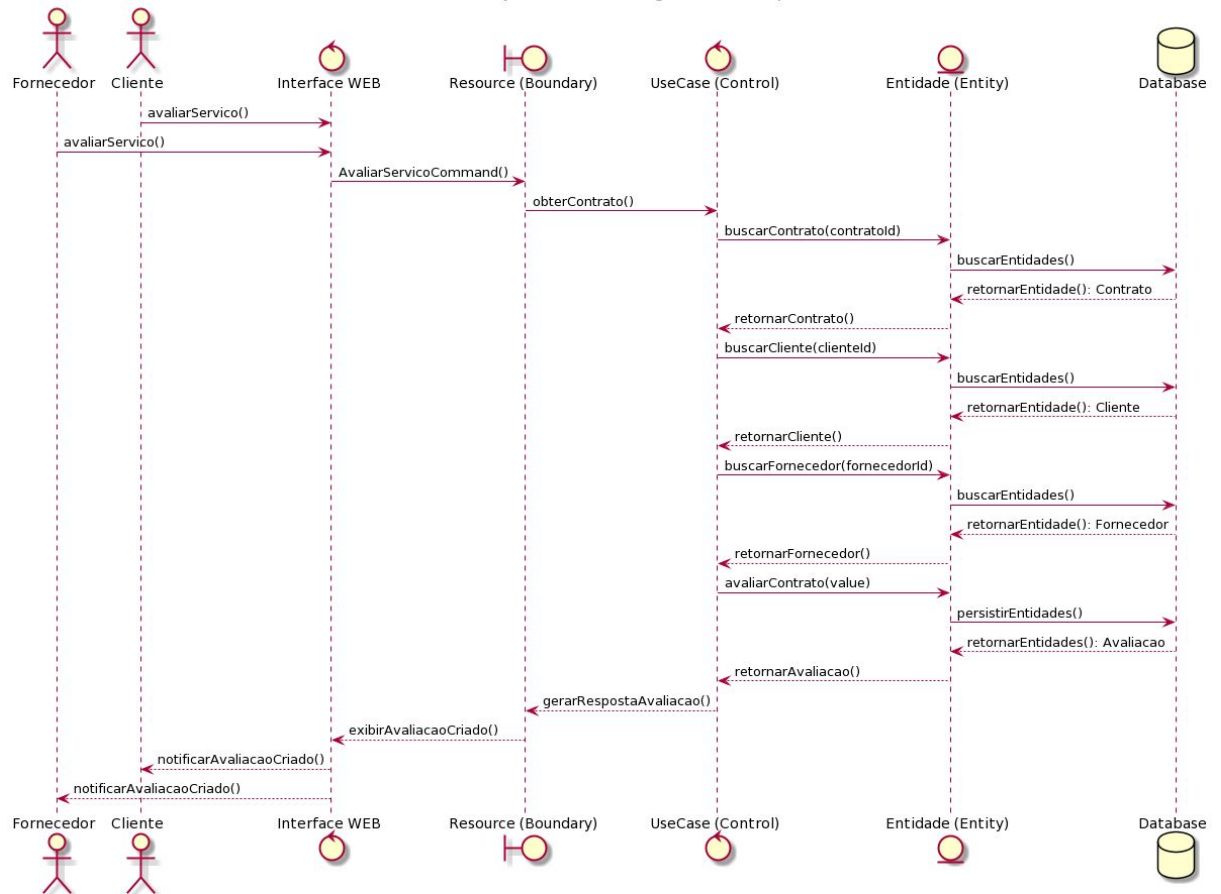 Fornecedor Cliente Interface WEB Resource (Boundary) UseCase (Control) Entidade (Entity) Database
avaliarServico()
avaliarServico()
AvaliarServicoCommand()
obterContrato()
buscarContrato(contratoId)
buscarEntidades()
retornarEntidade(): Contrato
retornarContrato()
buscarCliente(clienteId)
buscarEntidades()
retornarEntidade(): Cliente
retornarCliente()
buscarFornecedor(fornecedorId)
buscarEntidades()
retornarEntidade(): Fornecedor
retornarFornecedor()
avaliarContrato(value)
persistirEntidades()
retornarEntidades(): Avaliacao
retornarAvaliacao()
gerarRespostaAvaliacao()
exibirAvaliacaoCriado()
notificarAvaliacaoCriado()
notificarAvaliacaoCriado()
Fornecedor Cliente Interface WEB Resource (Boundary) UseCase (Control) Entidade (Entity) Database